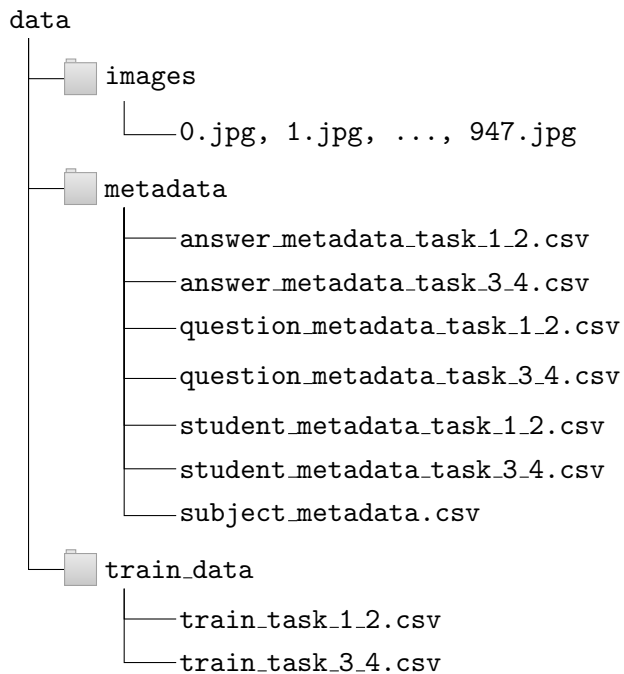 data
images
0.jpg, 1.jpg, ..., 947.jpg
metadata
answer_metadata_task_1_2.csv
answer_metadata_task_3_4.csv
question_metadata_task_1_2.csv
question_metadata_task_3_4.csv
student_metadata_task_1_2.csv
student_metadata_task_3_4.csv
subject_metadata.csv
train_data
train_task_1_2.csv
train_task_3_4.csv